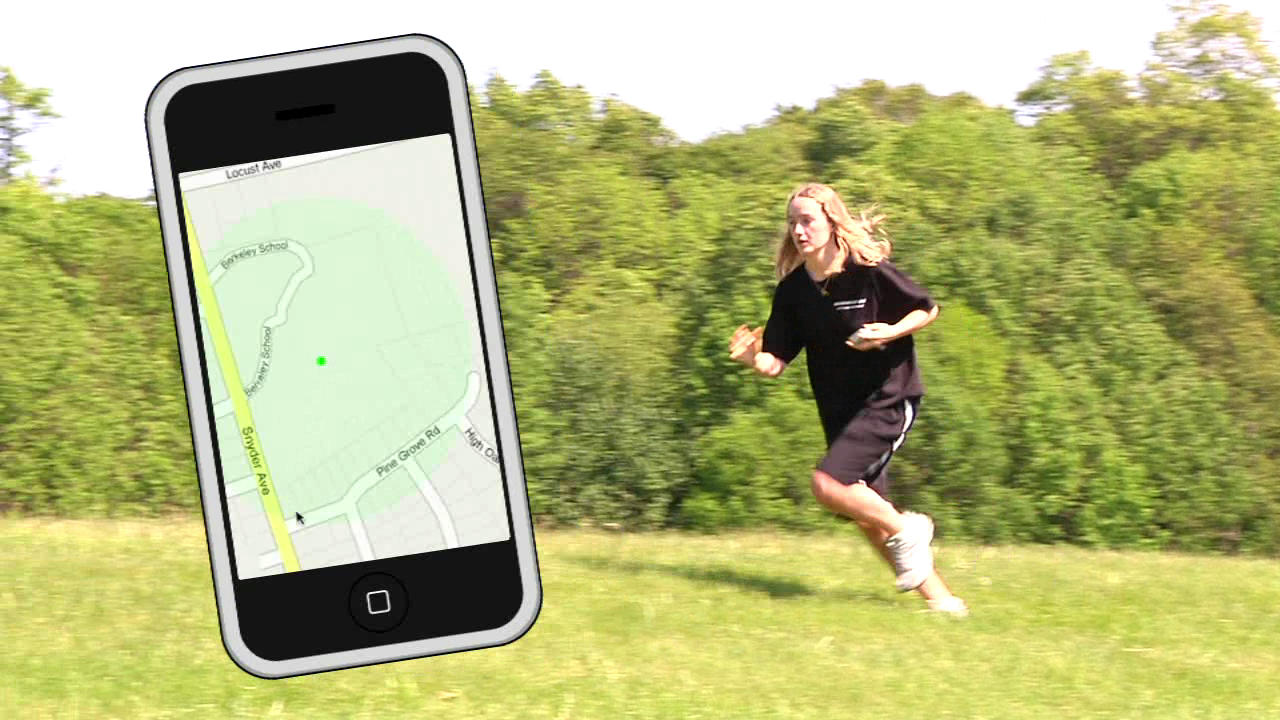 Locust Ave
Berkeley School
Berkeley School
Snyder Ave
Pine Grove Rd
High Oa